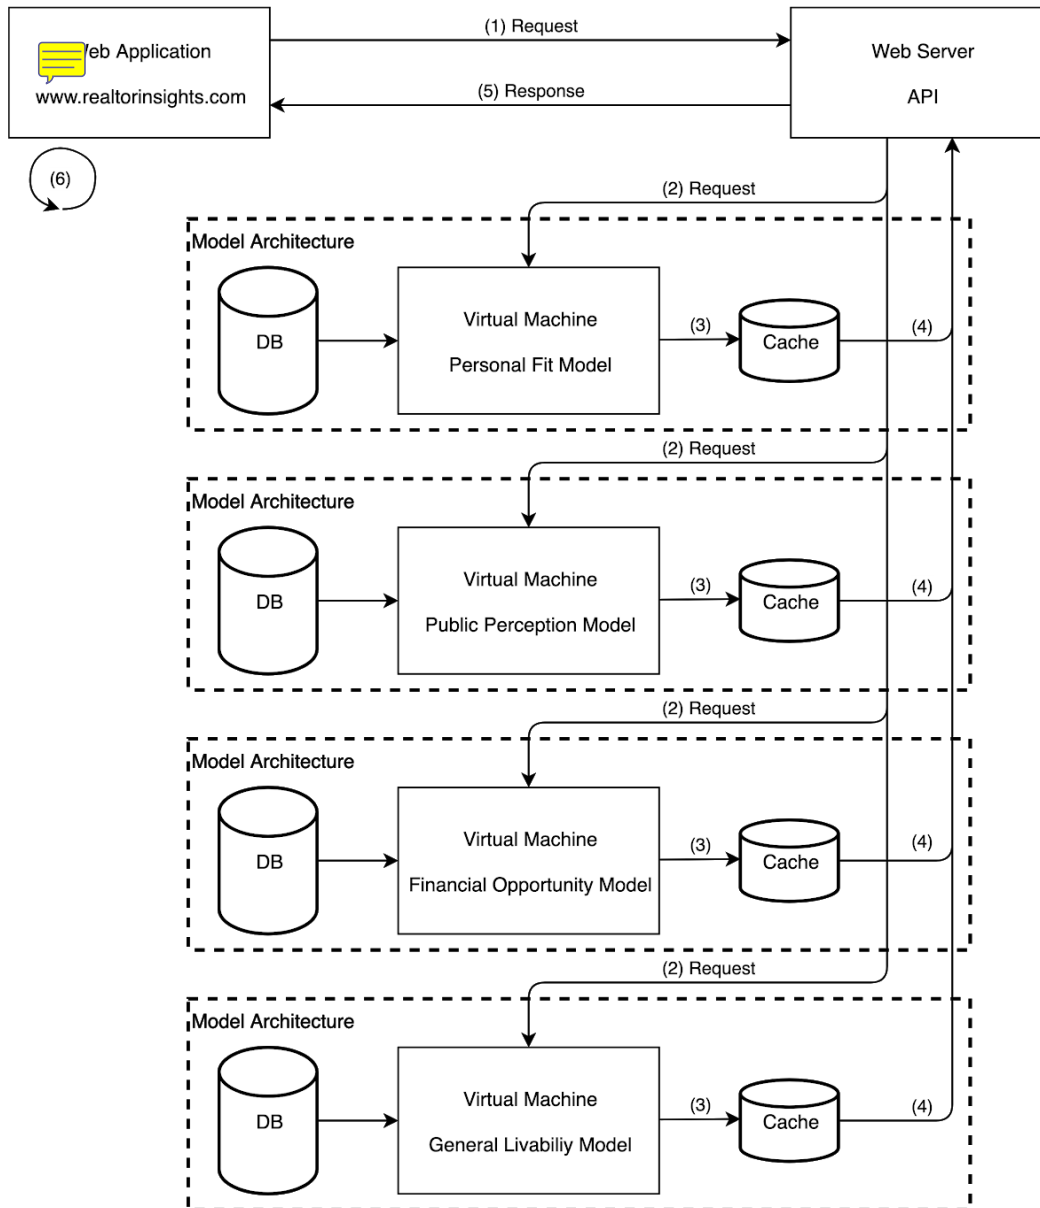 (1) Request
eb Application
www.realtorinsights.com
Web Server
API
(5) Response
(6)
(2) Request
Model Architecture
DB
Virtual Machine
Personal Fit Model
(3)
Cache
(4)
(2) Request
Model Architecture
DB
Virtual Machine
Public Perception Model
(3)
Cache
(4)
(2) Request
Model Architecture
DB
Virtual Machine
Financial Opportunity Model
(3)
Cache
(4)
(2) Request
Model Architecture
DB
Virtual Machine
General Livabiliy Model
(3)
Cache
(4)